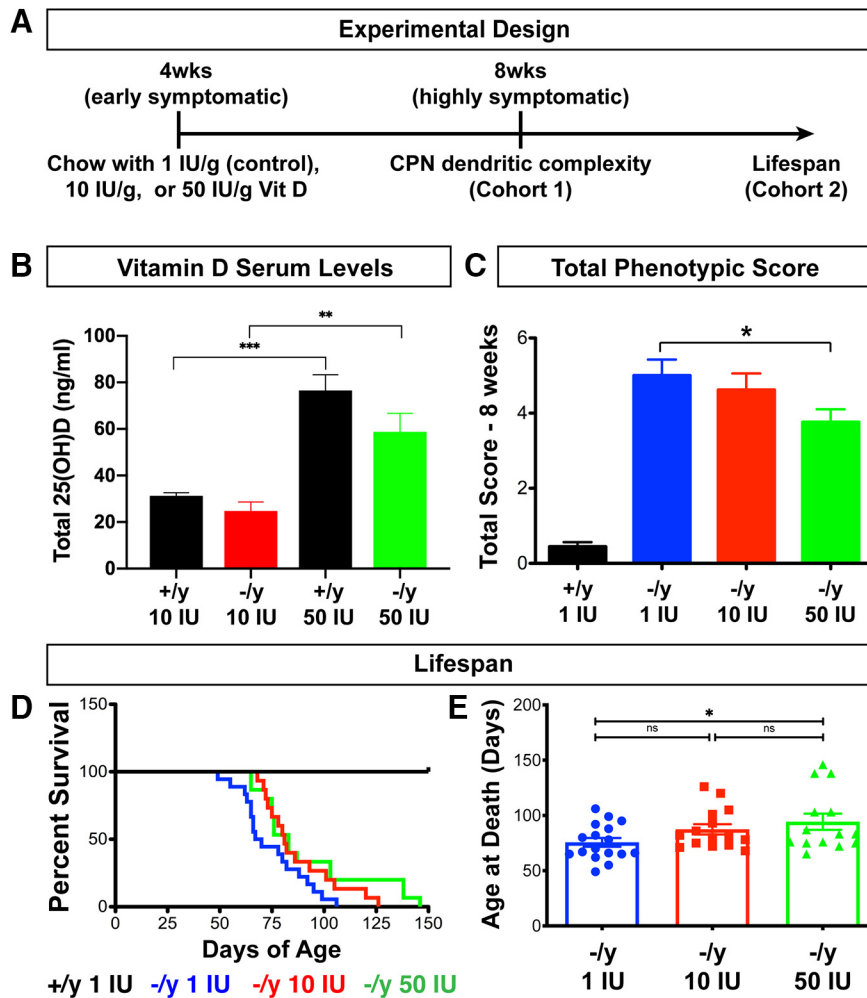 A
Experimental Design
4wks
(early symptomatic)
8wks
(highly symptomatic)
Chow with 1 IU/g (control),
10 IU/g, or 50 IU/g Vit D
CPN dendritic complexity
(Cohort 1)
Lifespan
(Cohort 2)
B
Vitamin D Serum Levels
Total 25(OH)D (ng/ml)
100
80
60
40
20
0
***
**
+/y
10 IU
-/y
10 IU
+/y
50 IU
-/y
50 IU
C
Total Phenotypic Score
Total Score - 8 weeks
6
4
2
0
*
+/y
1 IU
-/y
1 IU
-/y
10 IU
-/y
50 IU
Lifespan
D
Percent Survival
150
100
50
0
0
25
50
75
100
125
150
Days of Age
+/y 1 IU
-/y 1 IU
-/y 10 IU
-/y 50 IU
E
Age at Death (Days)
200
150
100
50
0
*
ns
ns
-/y
1 IU
-/y
10 IU
-/y
50 IU